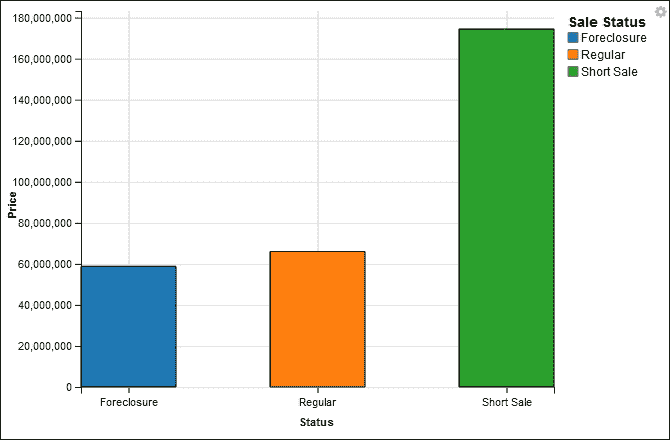 180,000,000
160,000,000
140,000,000
120,000,000
100,000,000
80,000,000
60,000,000
40,000,000
20,000,000
0
Price
Foreclosure Regular Short Sale
Status
Sale Status
Foreclosure
Regular
Short Sale